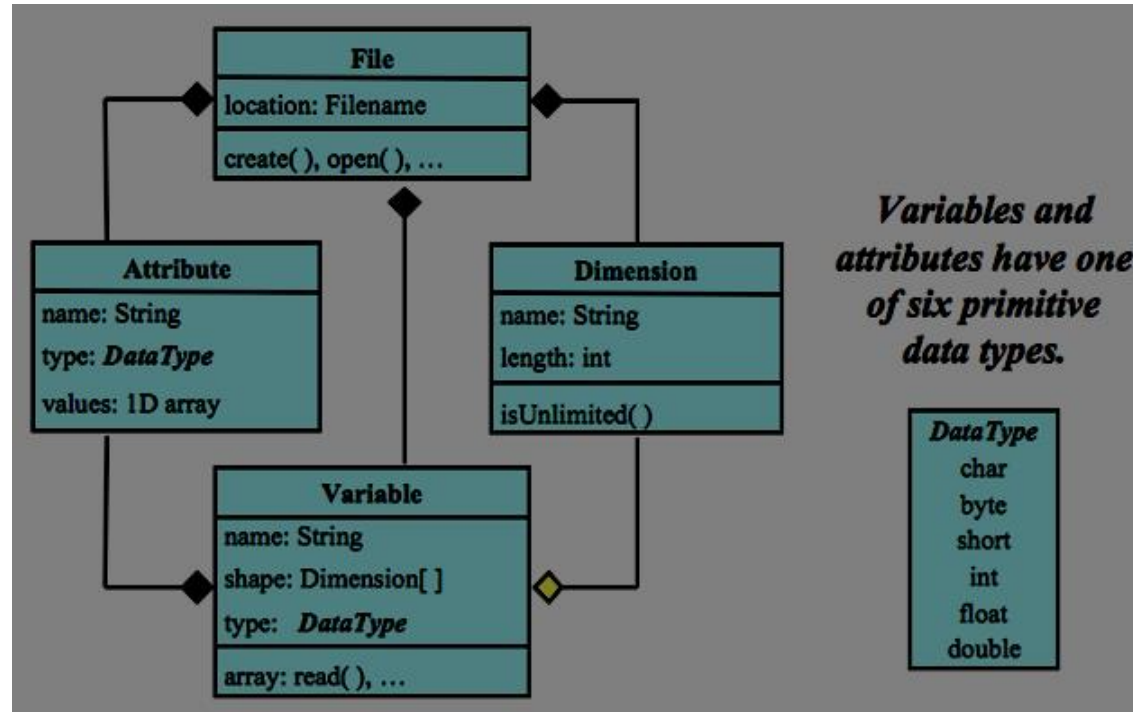 File
location: Filename
create( ), open( ), ...
Attribute
name: String
type: DataType
values: 1D array
Dimension
name: String
length: int
isUnlimited( )
Variable
name: String
shape: Dimension[ ]
type: DataType
array: read( ), ...
Variables and
attributes have one
of six primitive
data types.
DataType
char
byte
short
int
float
double